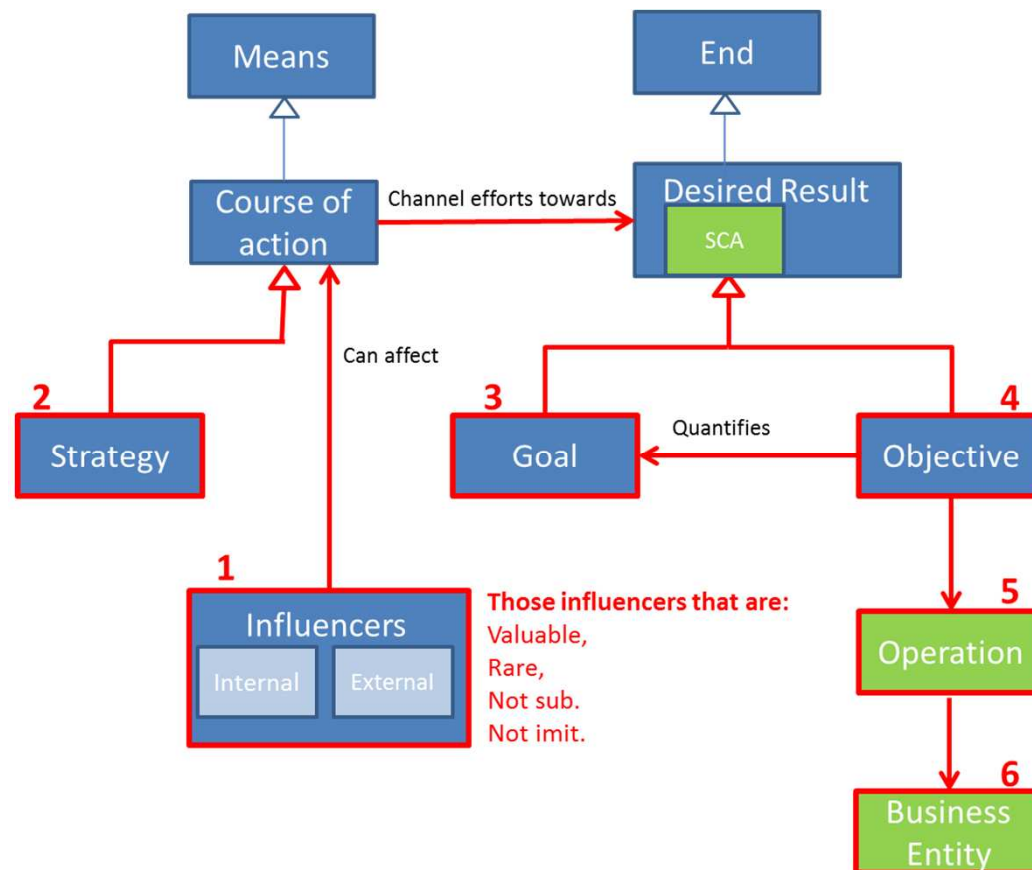 Means
End
Course of
action
Channel efforts towards
Desired Result
SCA
Can affect
2
Strategy
3
Goal
Quantifies
4
Objective
1
Influencers
Internal
External
Those influencers that are:
Valuable,
Rare,
Not sub.
Not imit.
5
Operation
6
Business
Entity